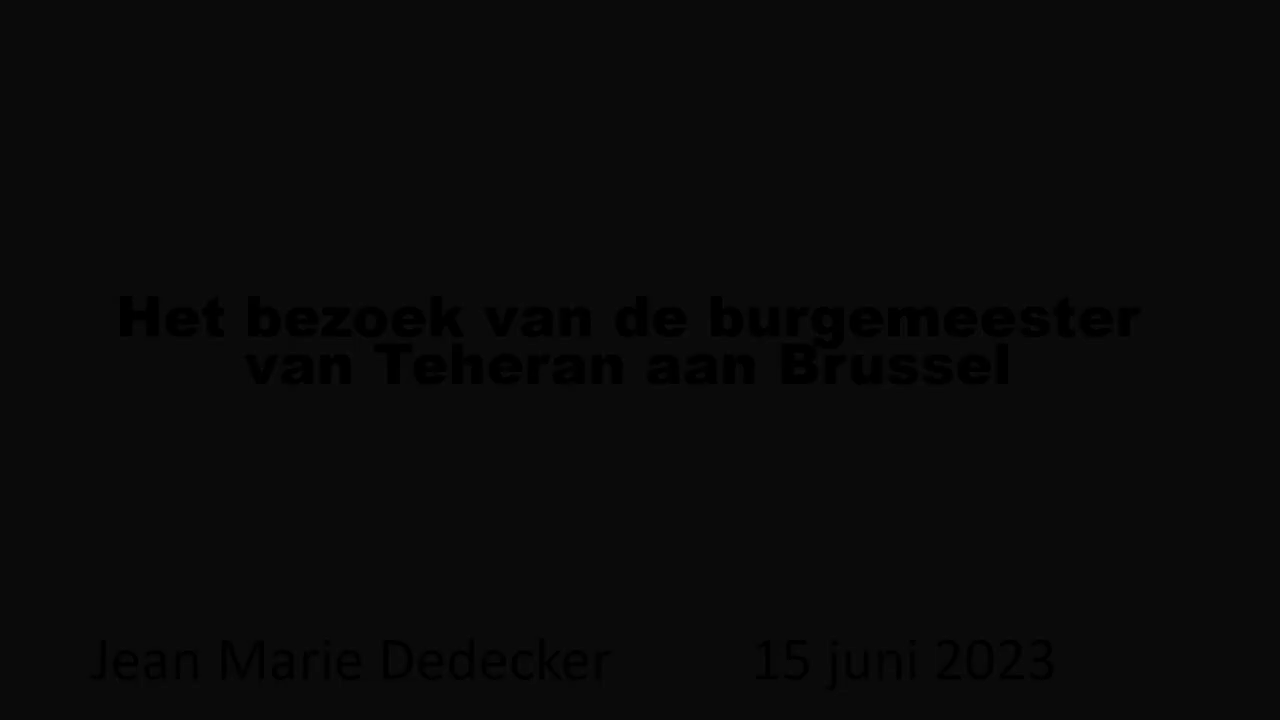 Het bezoek van de burgemeester
van Teheran aan Brussel
Jean Marie Dedecker 15 juni 2023